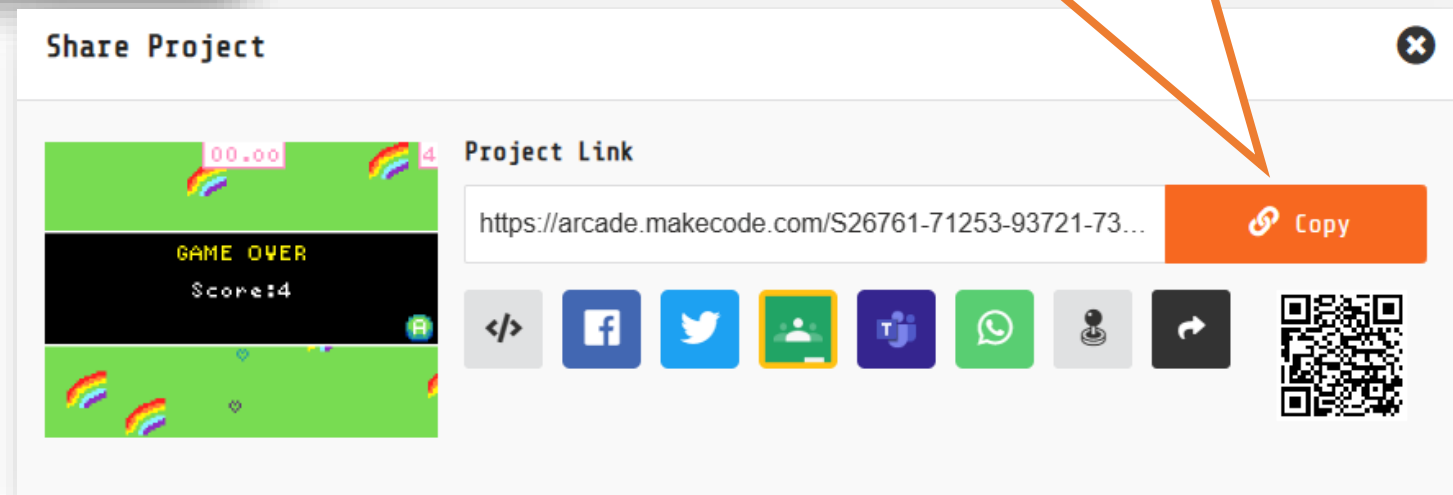 Share Project
00.00
4
Project Link
https://arcade.makecode.com/S26761-71253-93721-73...
Copy
GAME OVER
Score:4
A
</>
f
T